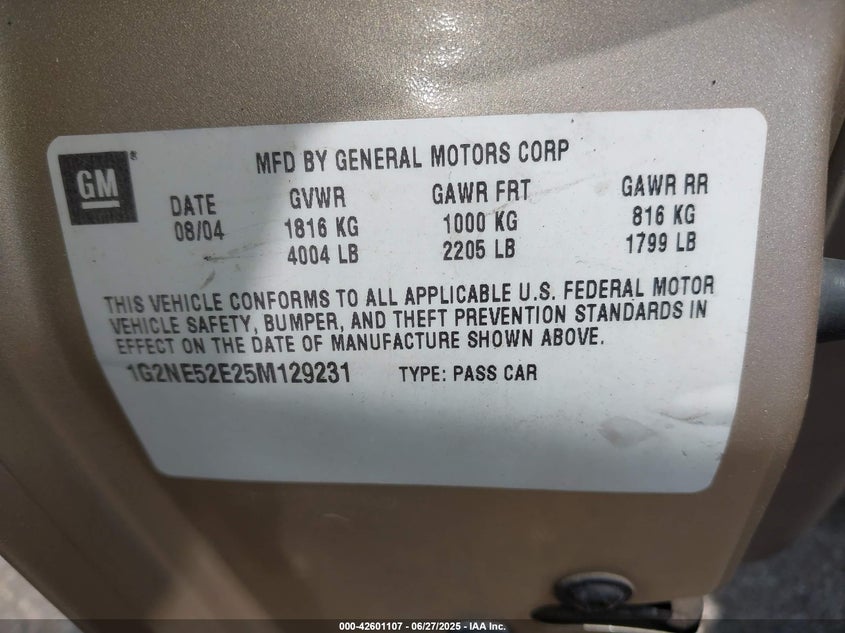 GM®
MFD BY GENERAL MOTORS CORP
DATE GVWR GAWR FRT GAWR RR
08/04 1816 KG 1000 KG 816 KG
4004 LB 2205 LB 1799 LB
THIS VEHICLE CONFORMS TO ALL APPLICABLE U.S. FEDERAL MOTOR
VEHICLE SAFETY, BUMPER, AND THEFT PREVENTION STANDARDS IN
EFFECT ON THE DATE OF MANUFACTURE SHOWN ABOVE.
1G2NE52E25M129231 TYPE: PASS CAR
000-42601107 - 06/27/2025 - IAA Inc.